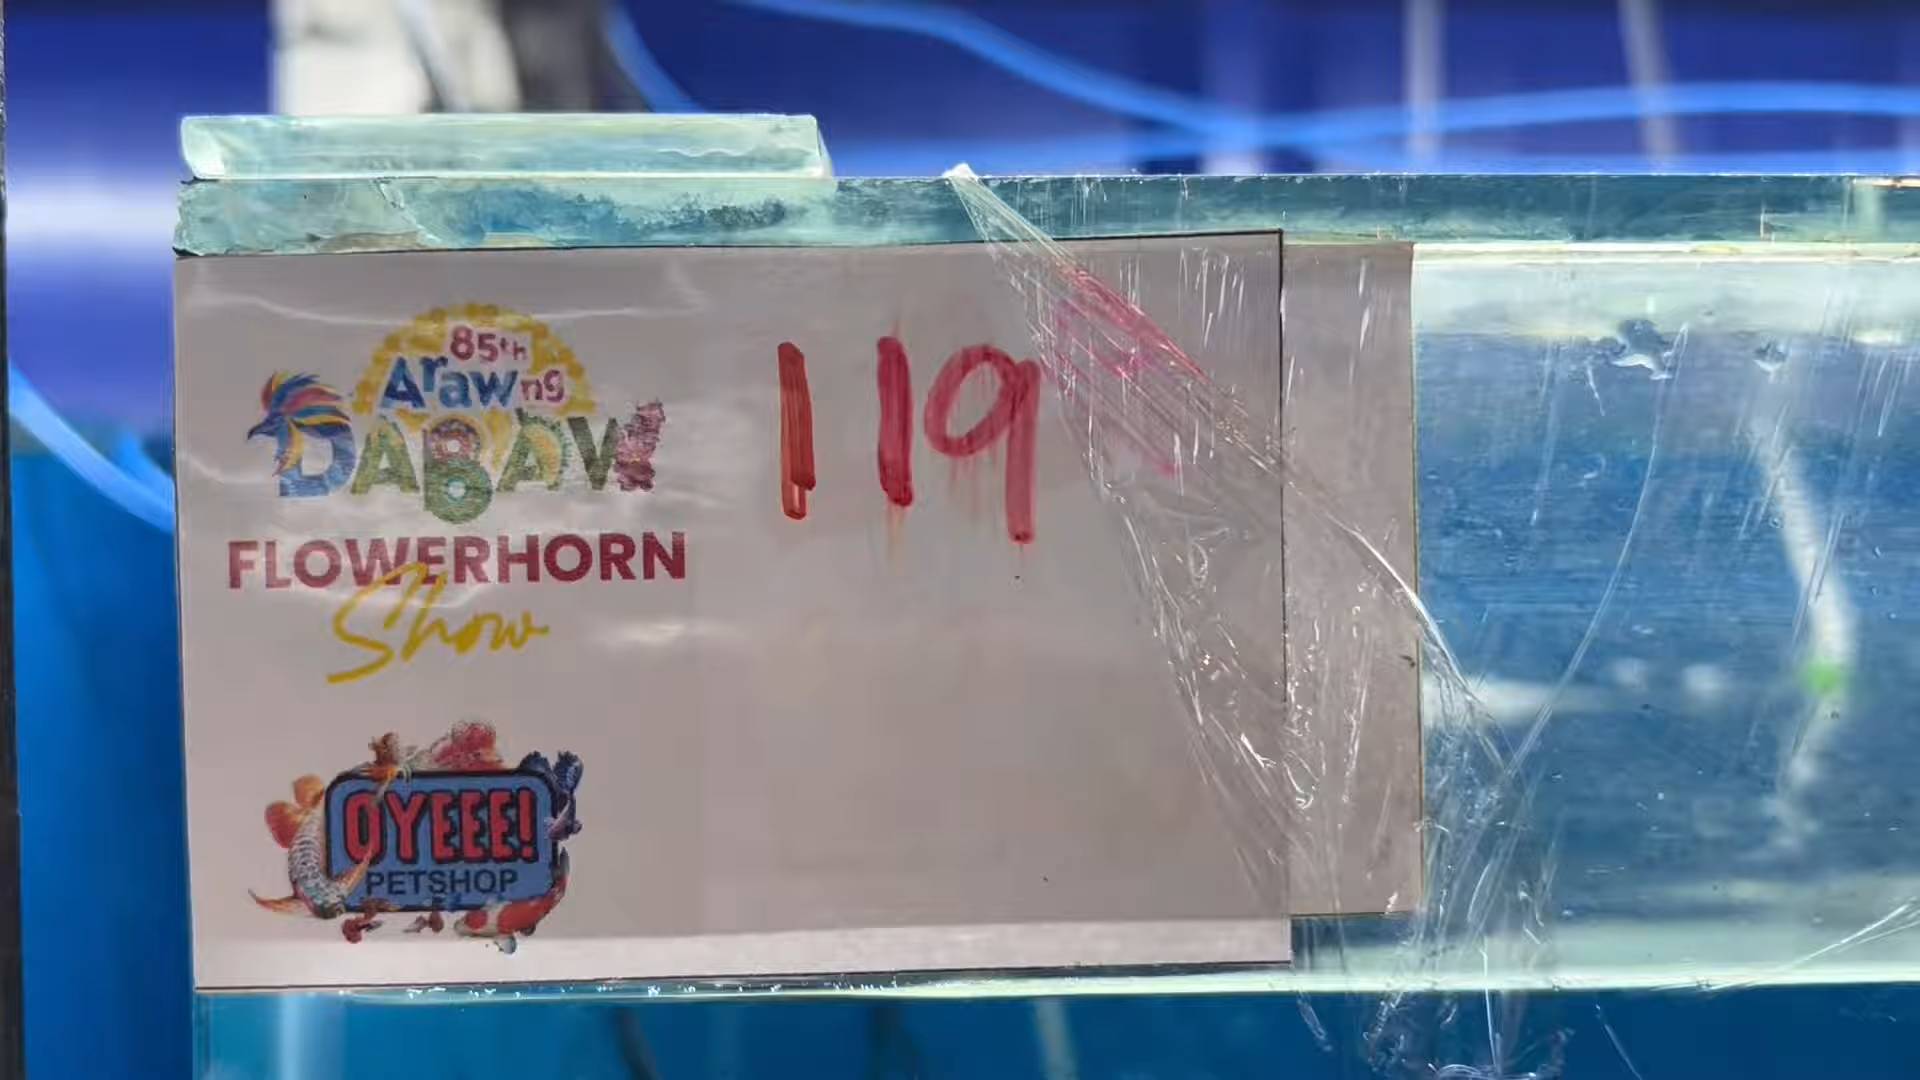 85th
Araw ng
DABAW
119
FLOWERHORN
Show
OYEEE!
PETSHOP